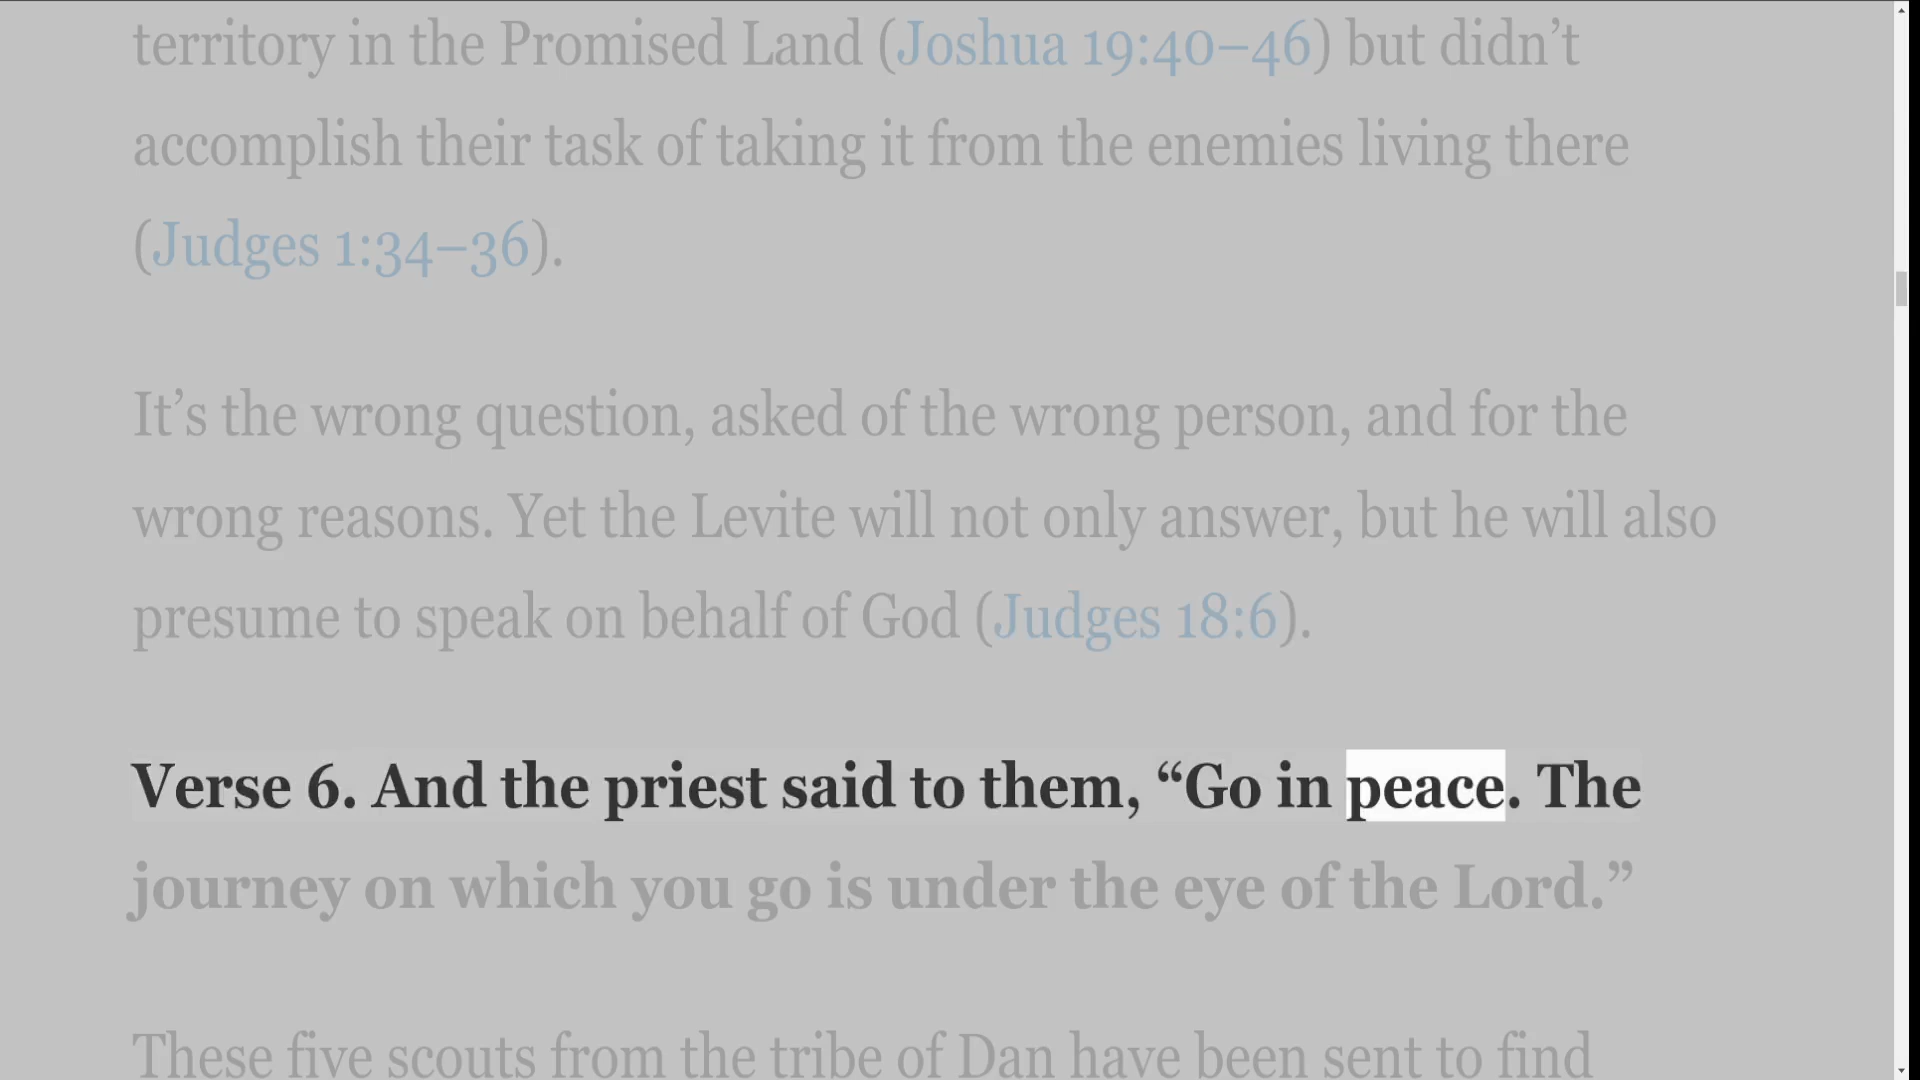 territory in the Promised Land (Joshua 19:40–46) but didn’t
accomplish their task of taking it from the enemies living there
(Judges 1:34–36).
It’s the wrong question, asked of the wrong person, and for the
wrong reasons. Yet the Levite will not only answer, but he will also
presume to speak on behalf of God (Judges 18:6).
Verse 6. And the priest said to them, “Go in peace. The
journey on which you go is under the eye of the Lord.”
These five scouts from the tribe of Dan have been sent to find